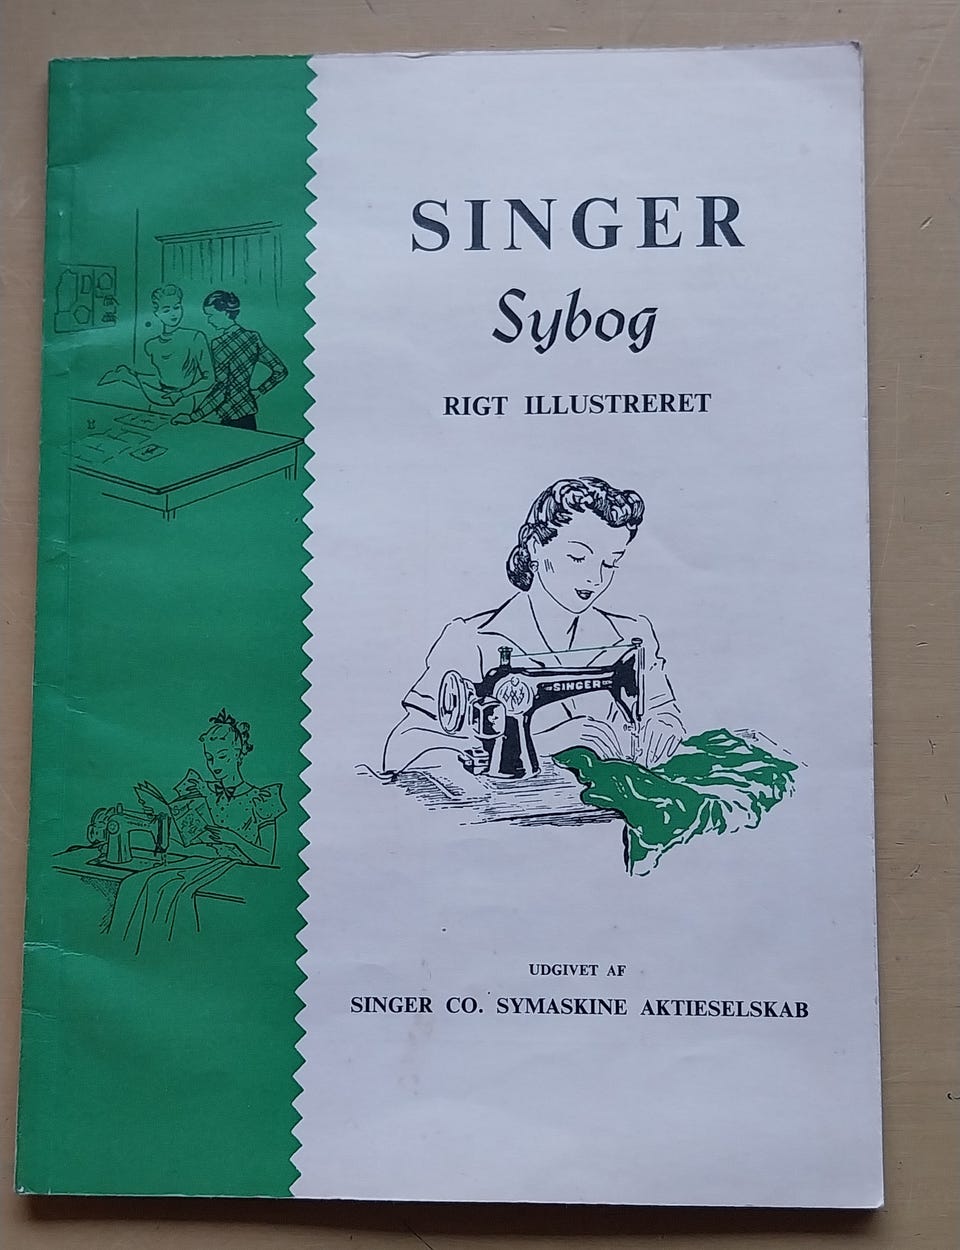 SINGER
Sybog
RIGT ILLUSTRERET
SINGER
UDGIVET AF
SINGER CO. SYMASKINE AKTIESELSKAB